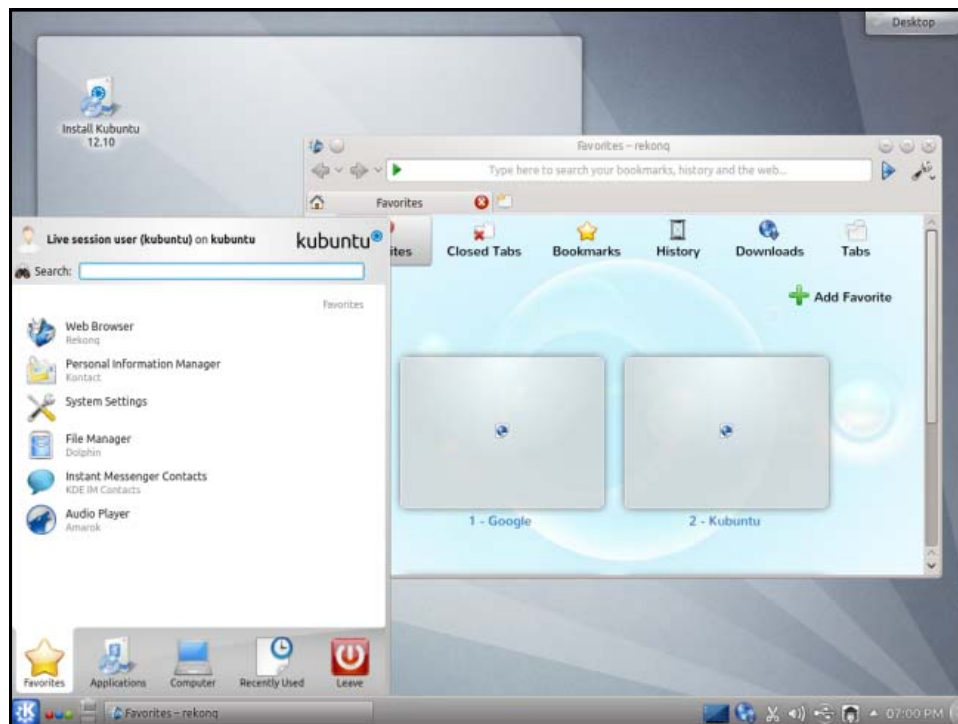 Desktop
Install Kubuntu
12.10
Favorites – rekonq
Type here to search your bookmarks, history and the web...
Favorites
ites
Closed Tabs
Bookmarks
History
Downloads
Tabs
Add Favorite
1 - Google
2 - Kubuntu
Live session user (kubuntu) on kubuntu
kubuntu
Search:
Favorites
Web Browser
Rekonq
Personal Information Manager
Kontact
System Settings
File Manager
Dolphin
Instant Messenger Contacts
KDE IM Contacts
Audio Player
Amarok
Favorites
Applications
Computer
Recently Used
Leave
Favorites – rekonq
07:00 PM